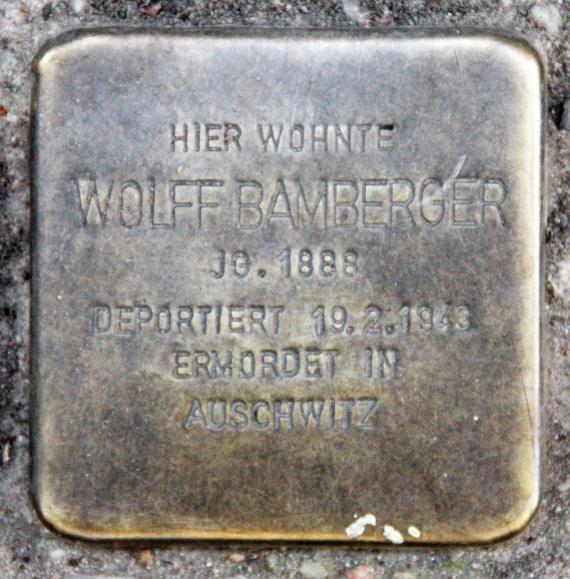 HIER WOHNTE
WOLFF BAMBERGER
JG. 1888
DEPORTIERT 19.2.1943
ERMORDET IN
AUSCHWITZ